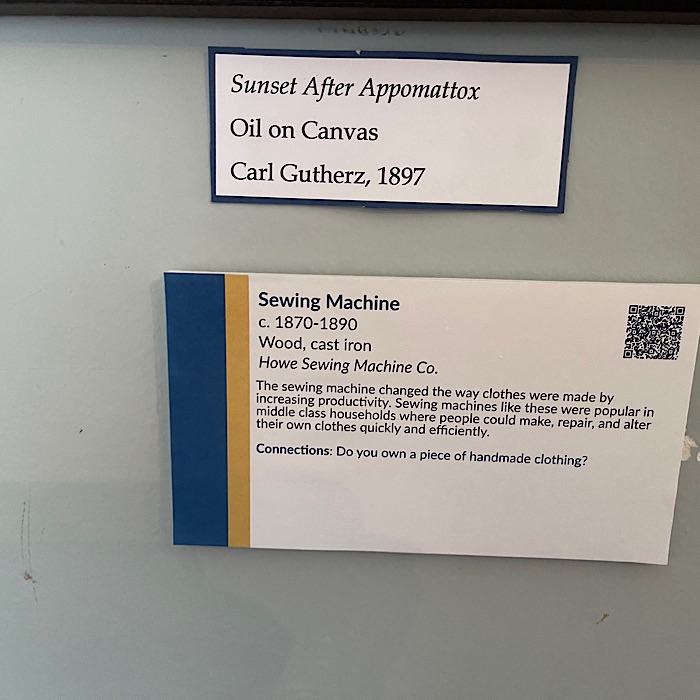 Sunset After Appomattox
Oil on Canvas
Carl Gutherz, 1897
Sewing Machine
c. 1870-1890
Wood, cast iron
Howe Sewing Machine Co.
The sewing machine changed the way clothes were made by
increasing productivity. Sewing machines like these were popular in
middle class households where people could make, repair, and alter
their own clothes quickly and efficiently.
Connections: Do you own a piece of handmade clothing?